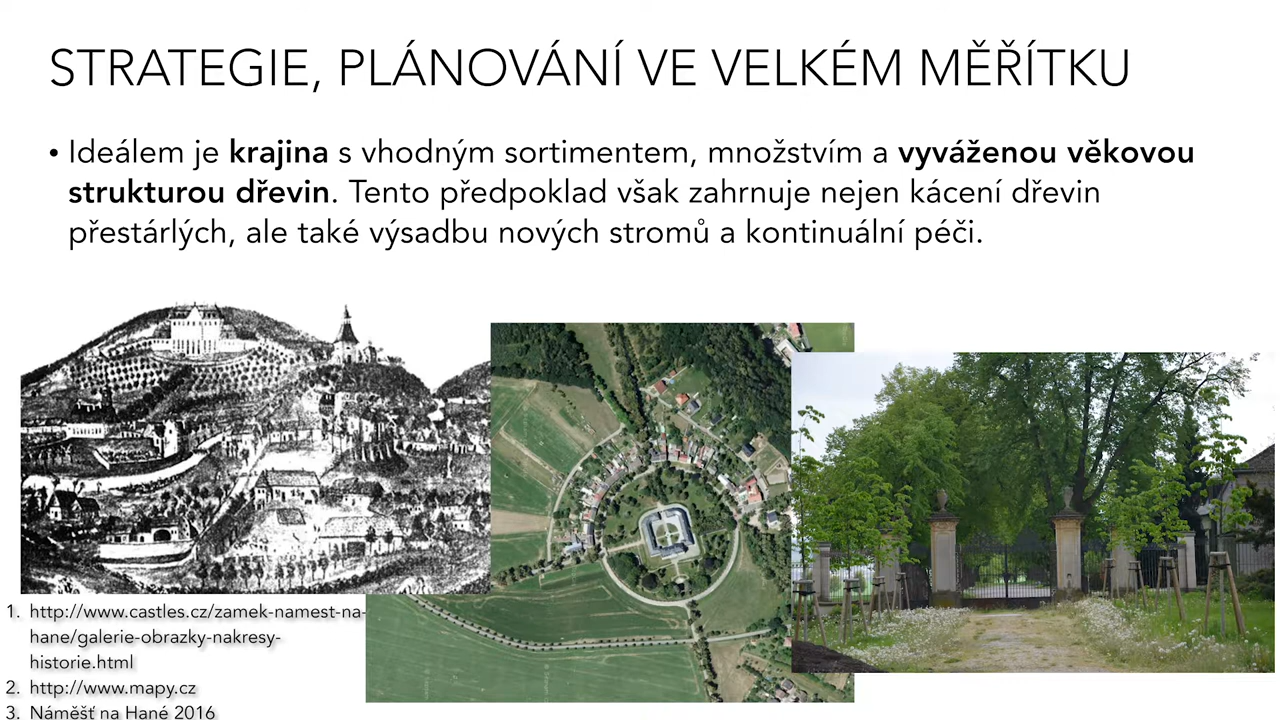 STRATEGIE, PLÁNOVÁNÍ VE VELKÉM MĚŘÍTKU
• Ideálem je krajina s vhodným sortimentem, množstvím a vyváženou věkovou
strukturou dřevin. Tento předpoklad však zahrnuje nejen kácení dřevin
přestárlých, ale také výsadbu nových stromů a kontinuální péči.
1. http://www.castles.cz/zamek-namest-na-
hane/galerie-obrazky-nakresy-
historie.html
2. http://www.mapy.cz
3. Náměšť na Hané 2016